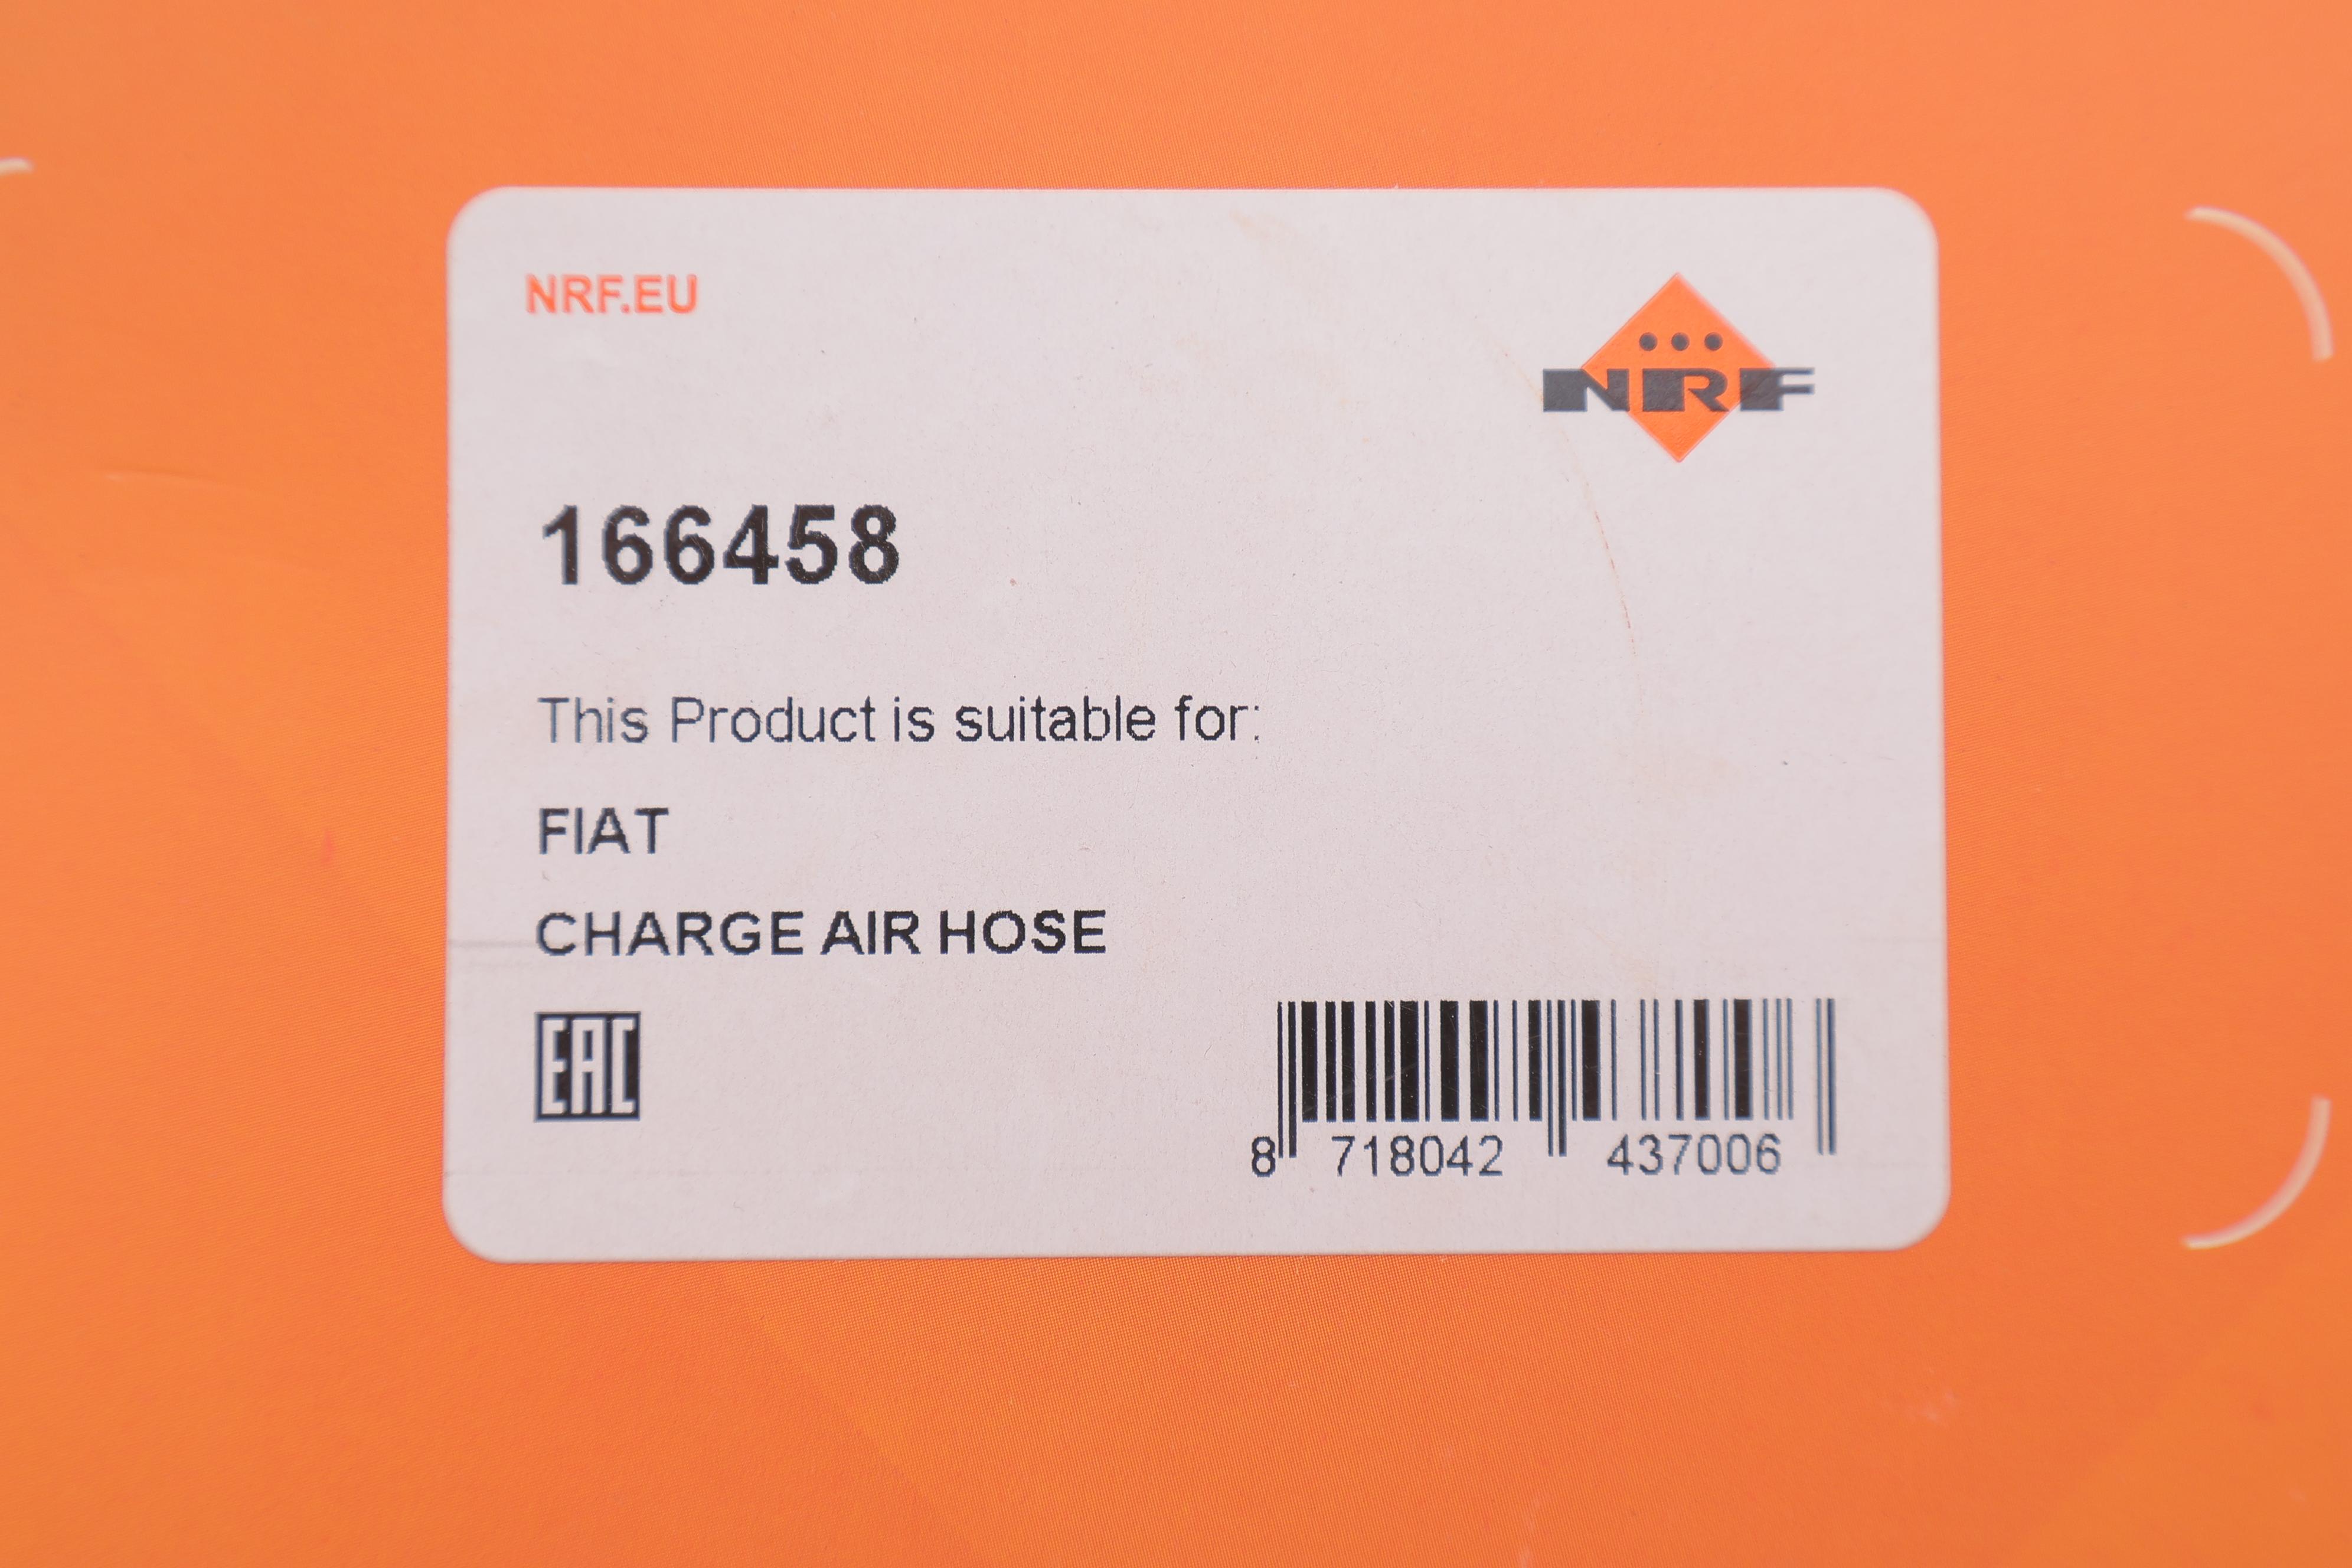 NRF.EU
NRF
166458
This Product is suitable for:
FIAT
CHARGE AIR HOSE
EAC
8 718042 437006